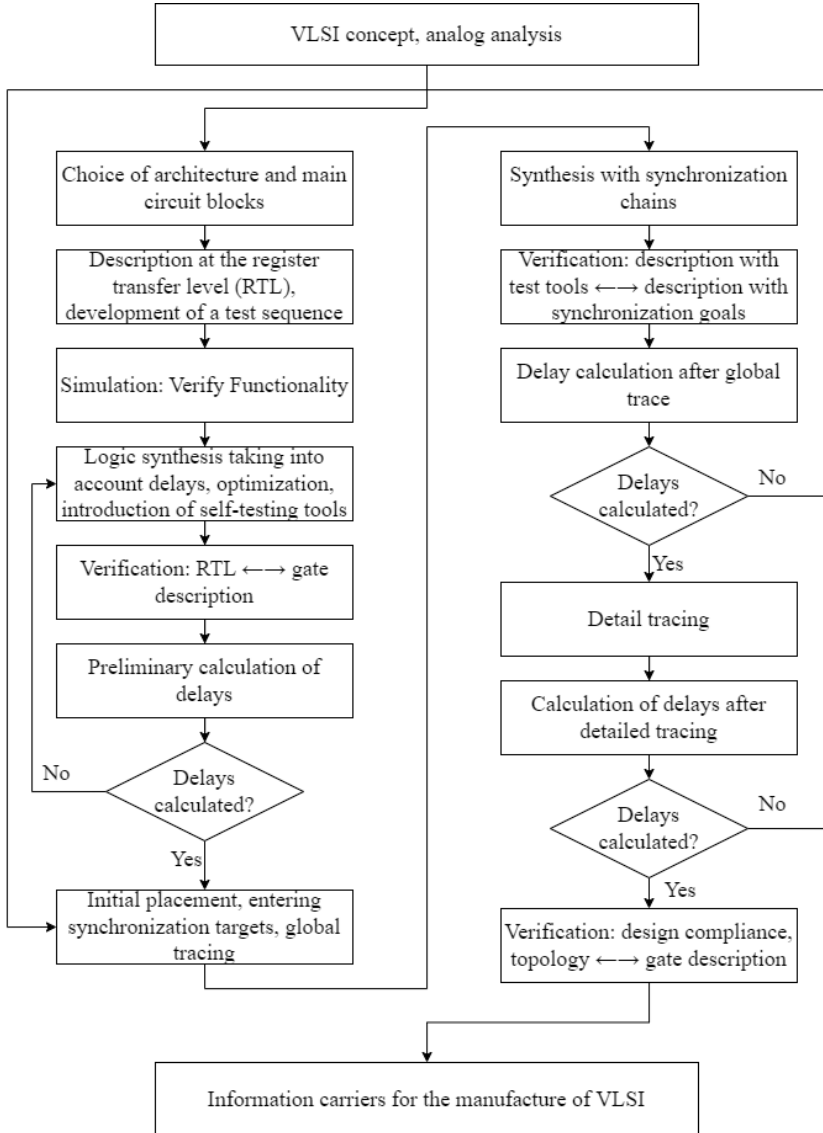 VLSI concept, analog analysis
Choice of architecture and main
circuit blocks
Description at the register
transfer level (RTL),
development of a test sequence
Simulation: Verify Functionality
Logic synthesis taking into
account delays, optimization,
introduction of self-testing tools
Verification: RTL ←→ gate
description
Preliminary calculation of
delays
Delays
calculated?
No
Yes
Initial placement, entering
synchronization targets, global
tracing
Synthesis with synchronization
chains
Verification: description with
test tools ←→ description with
synchronization goals
Delay calculation after global
trace
Delays
calculated?
No
Yes
Detail tracing
Calculation of delays after
detailed tracing
Delays
calculated?
No
Yes
Verification: design compliance,
topology ←→ gate description
Information carriers for the manufacture of VLSI